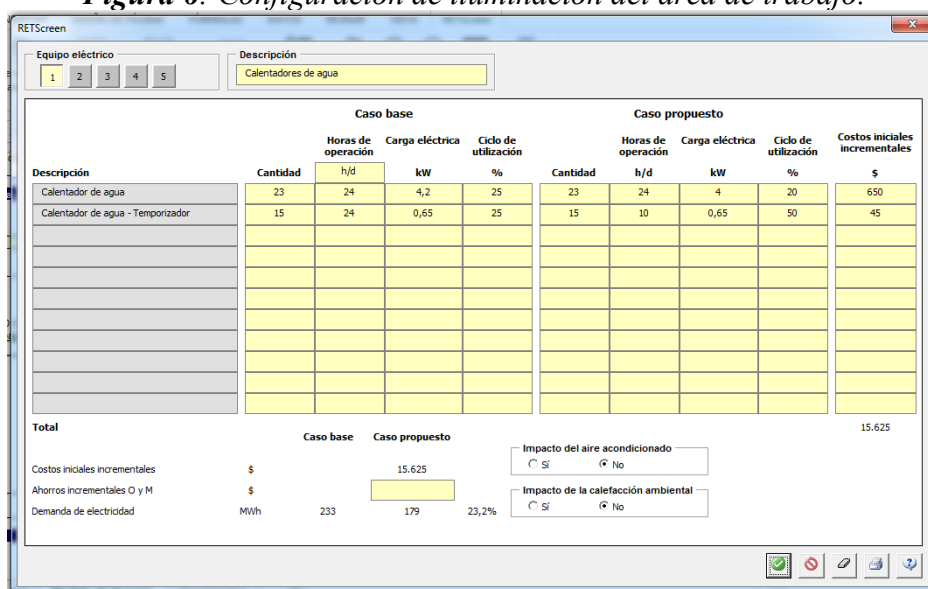 Figura 6. Configuración de iluminación del área de trabajo.
RETScreen
Equipo eléctrico
1 2 3 4 5
Descripción
Calentadores de agua
Caso base Caso propuesto
Horas de operación Carga eléctrica Ciclo de utilización Horas de operación Carga eléctrica Ciclo de utilización Costos iniciales incrementales
Descripción Cantidad h/d kW % Cantidad h/d kW % $
Calentador de agua 23 24 4,2 25 23 24 4 20 650
Calentador de agua - Temporizador 15 24 0,65 25 15 10 0,65 50 45
Total 15.625
Caso base Caso propuesto
Costos iniciales incrementales $ 15.625
Ahorros incrementales O y M $
Demanda de electricidad MWh 233 179 23,2%
Impacto del aire acondicionado
Sí No
Impacto de la calefacción ambiental
Sí No